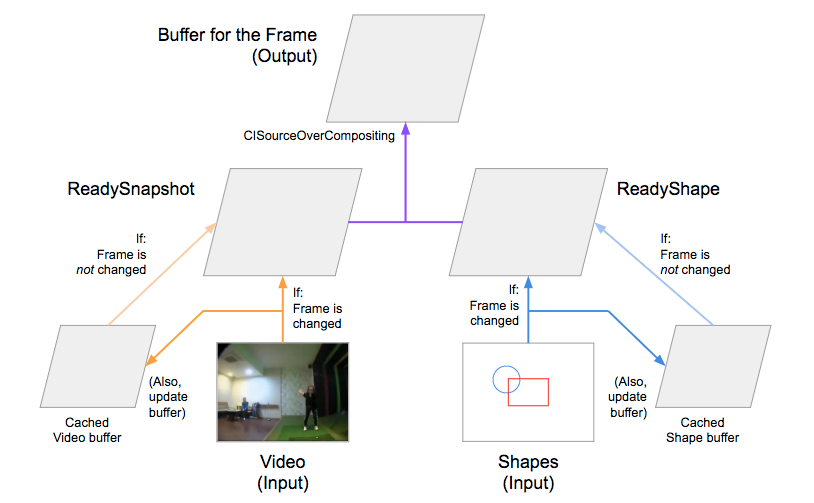 Buffer for the Frame
(Output)
CISourceOverCompositing
ReadySnapshot
ReadyShape
If:
Frame is
not changed
If:
Frame is
not changed
If:
Frame is
changed
If:
Frame is
changed
(Also,
update
buffer)
(Also,
update
buffer)
Cached
Video buffer
Cached
Shape buffer
Video
(Input)
Shapes
(Input)